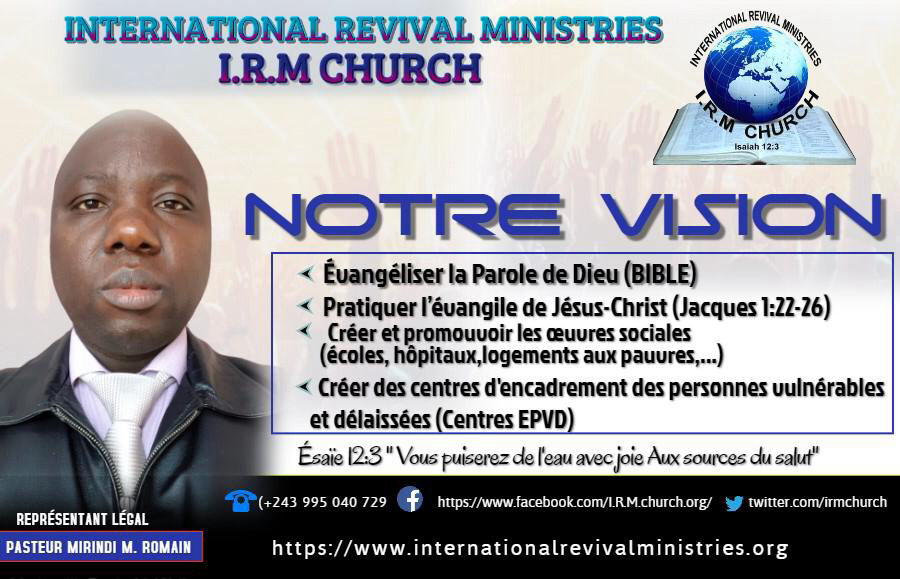 INTERNATIONAL REVIVAL MINISTRIES
I.R.M CHURCH
INTERNATIONAL REVIVAL MINISTRIES
I.R.M CHURCH
Isaiah 12:3
NOTRE VISION
Évangéliser la Parole de Dieu (BIBLE)
Pratiquer l'évangile de Jésus-Christ (Jacques 1:22-26)
Créer et promouvoir les œuvres sociales
(écoles, hôpitaux,logements aux pauvres,...)
Créer des centres d'encadrement des personnes vulnérables
et délaissées (Centres EPVD)
Ésaïe 12:3 " Vous puiserez de l'eau avec joie Aux sources du salut"
(+243 995 040 729 https://www.facebook.com/I.R.M.church.org/ twitter.com/irmchurch
REPRÉSENTANT LÉGAL
PASTEUR MIRINDI M. ROMAIN
https://www.internationalrevivalministries.org